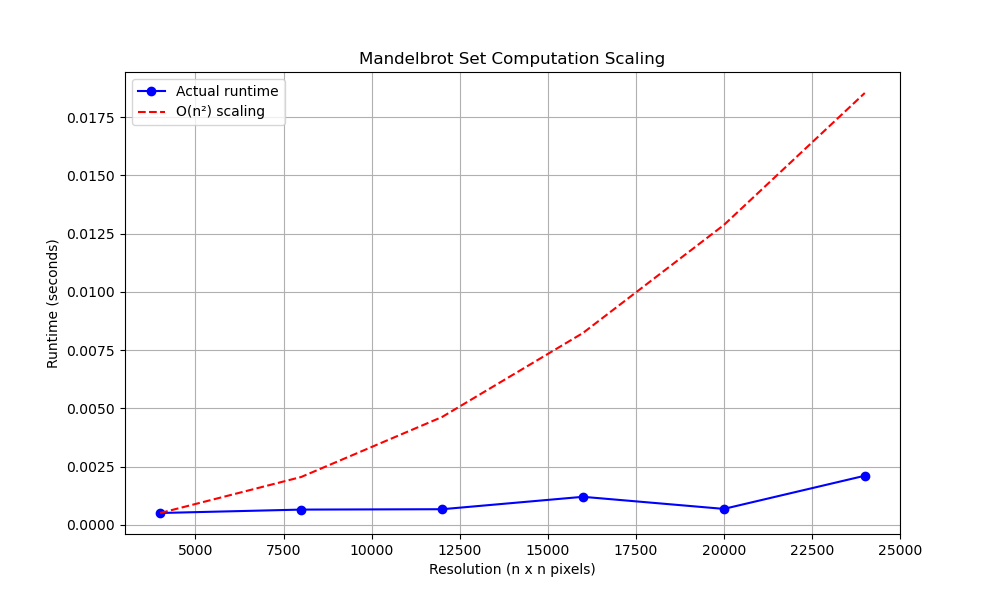 Mandelbrot Set Computation Scaling
Actual runtime
O(n²) scaling
Runtime (seconds)
0.0175
0.0150
0.0125
0.0100
0.0075
0.0050
0.0025
0.0000
5000 7500 10000 12500 15000 17500 20000 22500 25000
Resolution (n x n pixels)